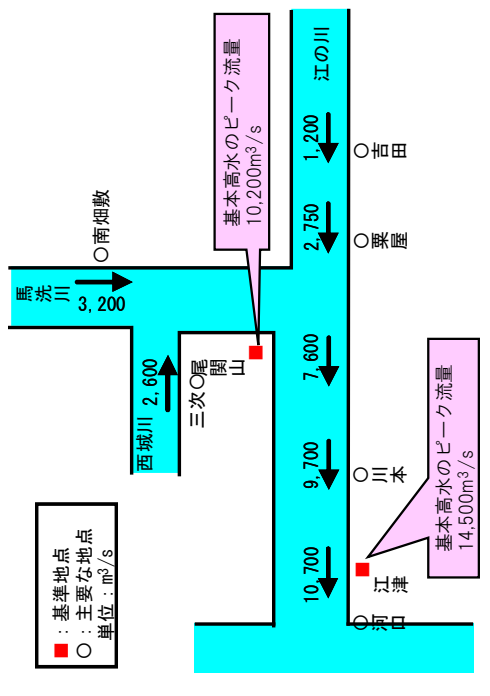 ■：基準地点
○：主要な地点
単位：m³/s
西城川
2,600
馬洗川
3,200
○南畑敷
三次○尾関山
基本高水のピーク流量
10,200m³/s
江の川
1,200
2,750
7,600
9,700
10,700
○吉田
○粟屋
○川本
江津
○河口
基本高水のピーク流量
14,500m³/s